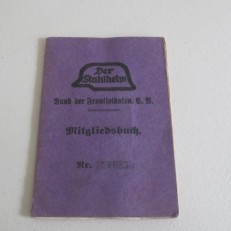 Der
Stahlhelm
Bund der Frontsoldaten. E. V.
Mitgliedsbuch.
Nr.